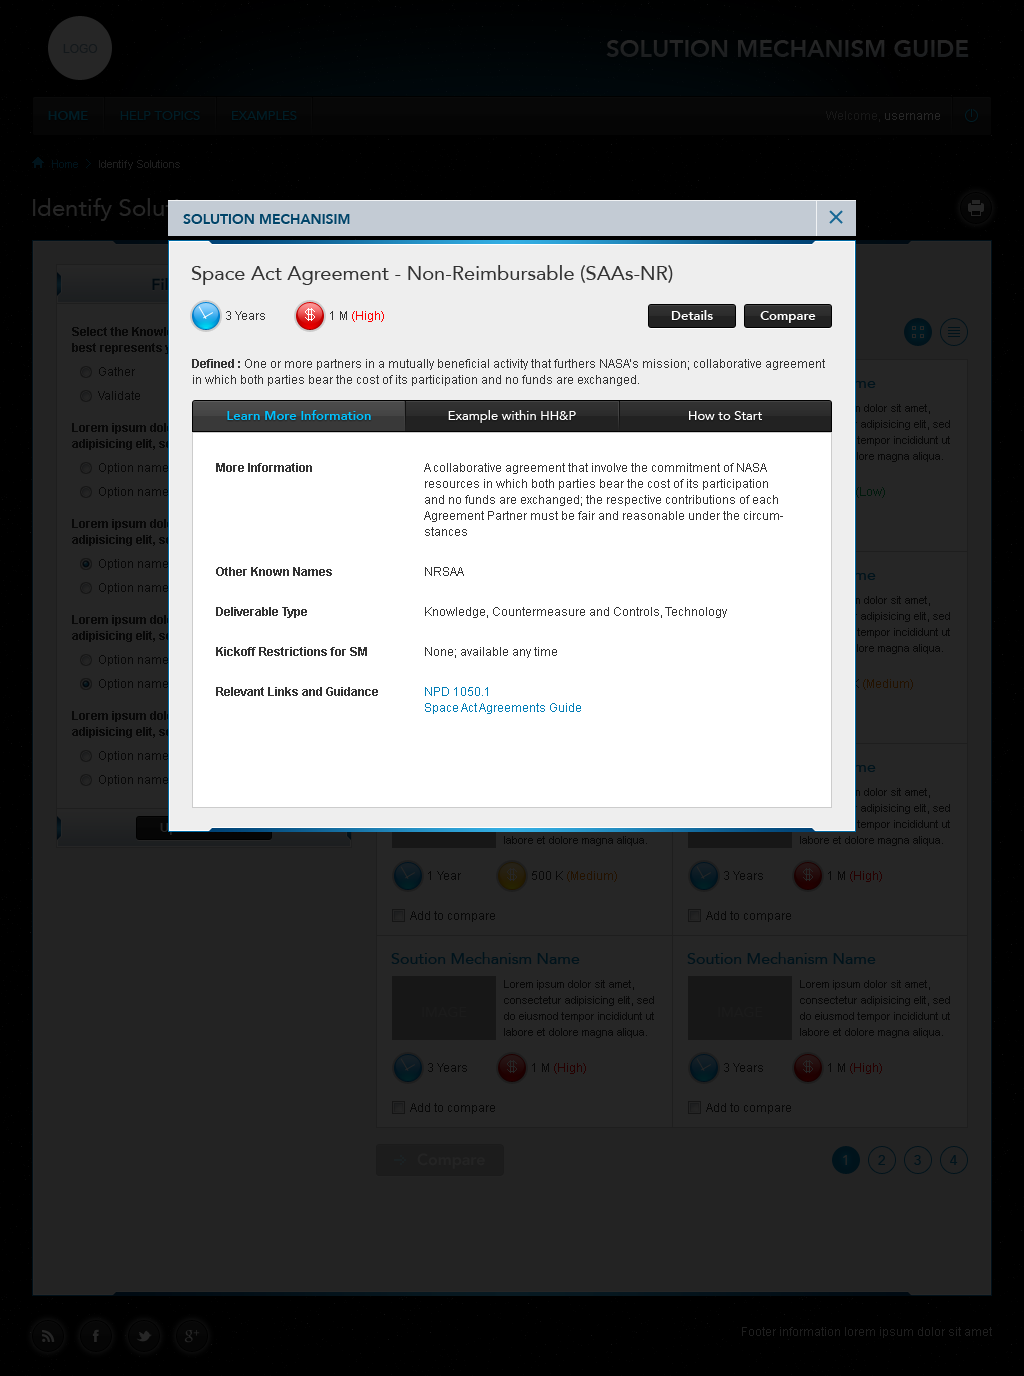 LOGO
SOLUTION MECHANISM GUIDE
HOME
HELP TOPICS
EXAMPLES
Welcome, username
Home > Identify Solutions
Identify Solut
SOLUTION MECHANISIM
Space Act Agreement - Non-Reimbursable (SAAs-NR)
3 Years
$ 1 M (High)
Details
Compare
Defined : One or more partners in a mutually beneficial activity that furthers NASA's mission; collaborative agreement
in which both parties bear the cost of its participation and no funds are exchanged.
Learn More Information
Example within HH&P
How to Start
More Information
A collaborative agreement that involve the commitment of NASA
resources in which both parties bear the cost of its participation
and no funds are exchanged; the respective contributions of each
Agreement Partner must be fair and reasonable under the circum-
stances
Other Known Names
NRSAA
Deliverable Type
Knowledge, Countermeasure and Controls, Technology
Kickoff Restrictions for SM
None; available any time
Relevant Links and Guidance
NPD 1050.1
Space Act Agreements Guide
Fil
Select the Knowl
best represents y
Gather
Validate
Lorem ipsum dol
adipisicing elit, s
Option name
Option name
Lorem ipsum dol
adipisicing elit, s
Option name
Option name
Lorem ipsum dol
adipisicing elit, s
Option name
Option name
Lorem ipsum dol
adipisicing elit, s
Option name
Option name
U
me
dolor sit amet,
adipisicing elit, sed
tempor incididunt ut
dolore magna aliqua.
(Low)
me
dolor sit amet,
adipisicing elit, sed
tempor incididunt ut
dolore magna aliqua.
K (Medium)
me
dolor sit amet,
adipisicing elit, sed
do eiusmod tempor incididunt ut
do eiusmod tempor incididunt ut
labore et dolore magna aliqua.
labore et dolore magna aliqua.
1 Year
$ 500 K (Medium)
3 Years
$ 1 M (High)
Add to compare
Add to compare
Soution Mechanism Name
Soution Mechanism Name
Lorem ipsum dolor sit amet,
consectetur adipisicing elit, sed
do eiusmod tempor incididunt ut
labore et dolore magna aliqua.
Lorem ipsum dolor sit amet,
consectetur adipisicing elit, sed
do eiusmod tempor incididunt ut
labore et dolore magna aliqua.
3 Years
$ 1 M (High)
3 Years
$ 1 M (High)
Add to compare
Add to compare
Compare
1 2 3 4
Footer information lorem ipsum dolor sit amet